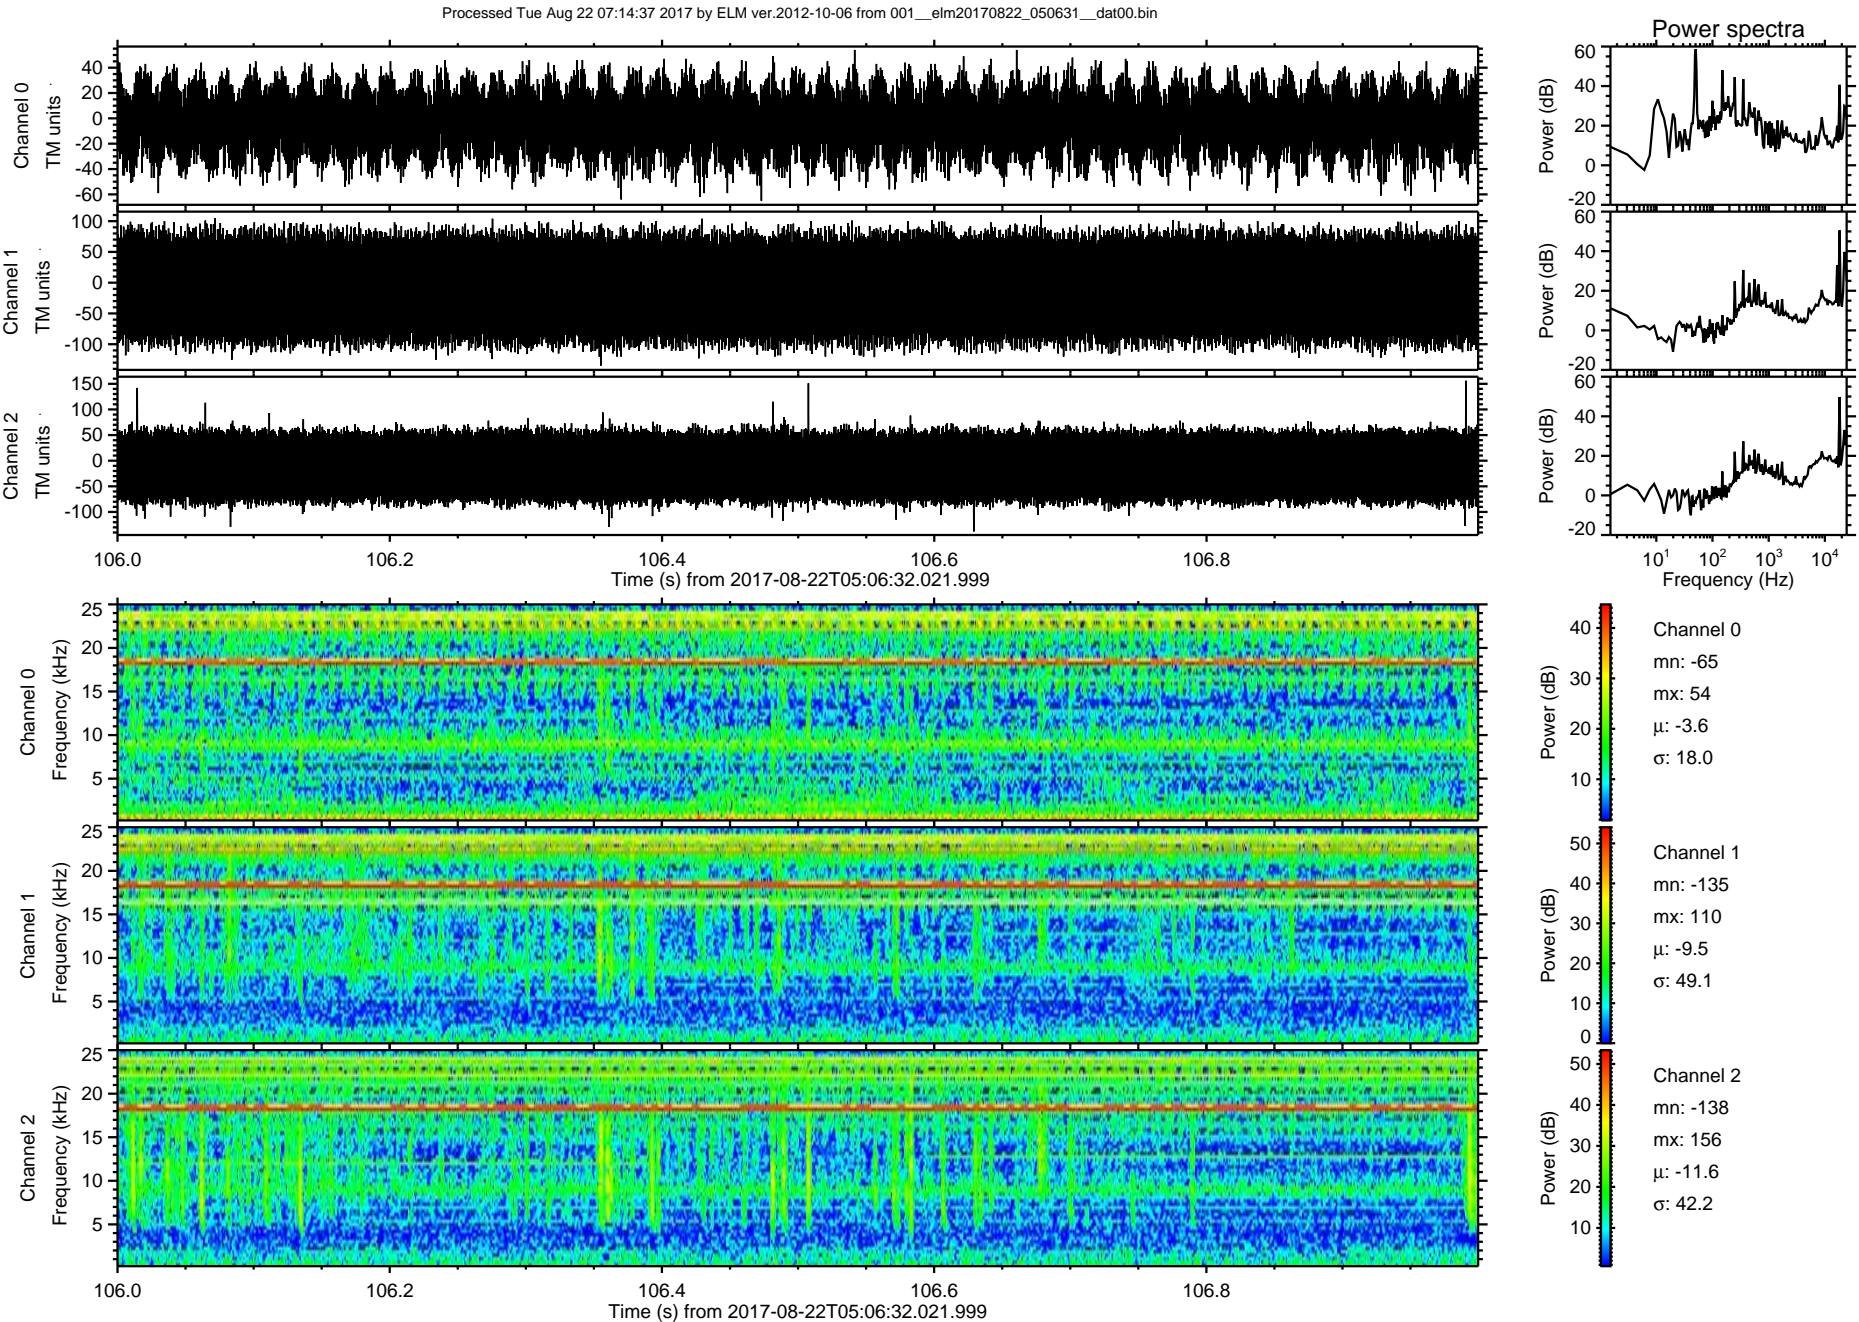 Processed Tue Aug 22 07:14:37 2017 by ELM ver.2012-10-06 from 001__elm20170822_050631__dat00.bin
Power spectra
Channel 0
TM units
40
20
0
-20
-40
-60
Power (dB)
60
40
20
0
-20
Channel 1
TM units
100
50
0
-50
-100
Power (dB)
60
40
20
0
-20
Channel 2
TM units
150
100
50
0
-50
-100
Power (dB)
60
40
20
0
-20
106.0 106.2 106.4 106.6 106.8
Time (s) from 2017-08-22T05:06:32.021.999
10¹ 10² 10³ 10⁴
Frequency (Hz)
Channel 0
Frequency (kHz)
25
20
15
10
5
Power (dB)
40
30
20
10
Channel 0
mn: -65
mx: 54
µ: -3.6
σ: 18.0
Channel 1
Frequency (kHz)
25
20
15
10
5
Power (dB)
50
40
30
20
10
0
Channel 1
mn: -135
mx: 110
µ: -9.5
σ: 49.1
Channel 2
Frequency (kHz)
25
20
15
10
5
Power (dB)
50
40
30
20
10
Channel 2
mn: -138
mx: 156
µ: -11.6
σ: 42.2
106.0 106.2 106.4 106.6 106.8
Time (s) from 2017-08-22T05:06:32.021.999